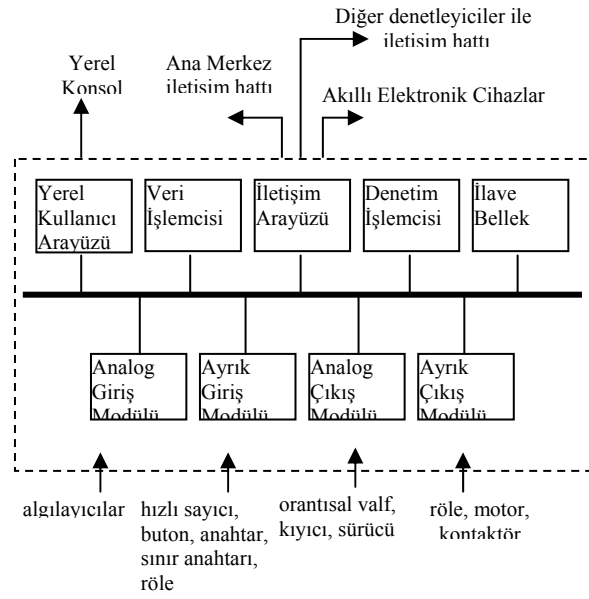 Diğer denetleyiciler ile
iletişim hattı
Yerel
Konsol
Ana Merkez
iletisim hattı
Akıllı Elektronik Cihazlar
Yerel
Kullanıcı
Arayüzü
Veri
İşlemcisi
İletişim
Arayüzü
Denetim
İşlemcisi
İlave
Bellek
Analog
Giriş
Modülü
Ayrık
Giriş
Modülü
Analog
Çıkış
Modülü
Ayrık
Çıkış
Modülü
algılayıcılar
hızlı sayıcı,
buton, anahtar,
sınır anahtarı,
röle
orantısal valf,
kıyıcı, sürücü
röle, motor,
kontaktör